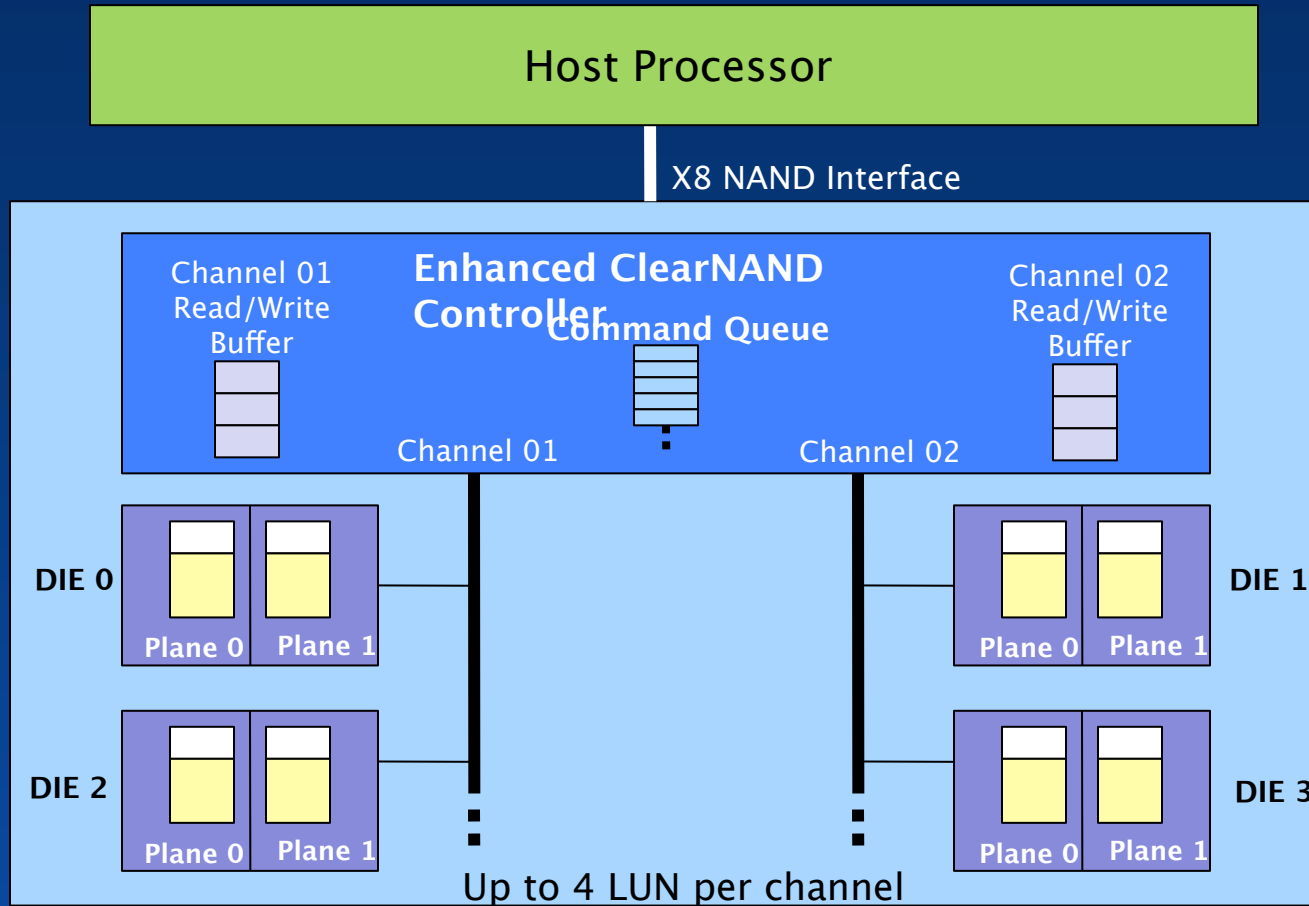 Host Processor
X8 NAND Interface
Channel 01
Read/Write
Buffer
Enhanced ClearNAND
Controller
Command Queue
Channel 02
Read/Write
Buffer
Channel 01
Channel 02
DIE 0
Plane 0
Plane 1
Plane 0
Plane 1
DIE 1
DIE 2
Plane 0
Plane 1
Plane 0
Plane 1
DIE 3
Up to 4 LUN per channel